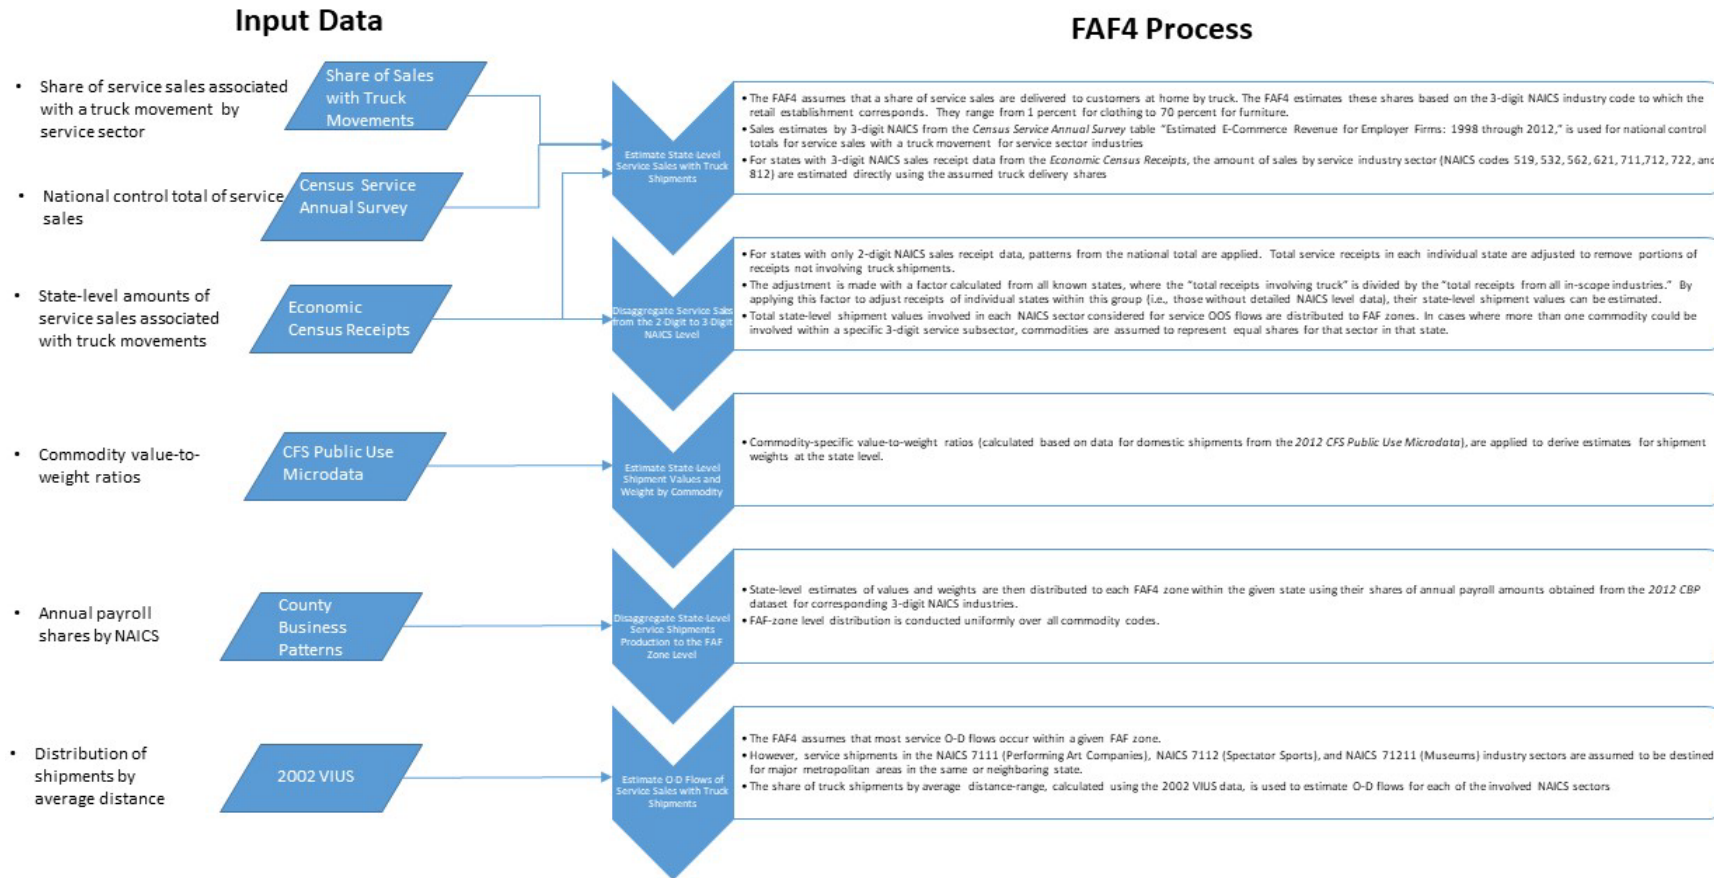 Input Data
FAF4 Process
• Share of service sales associated
with a truck movement by
service sector
Share of Sales
with Truck
Movements
• National control total of service
sales
Census Service
Annual Survey
• State-level amounts of
service sales associated
with truck movements
Economic
Census Receipts
• Commodity value-to-
weight ratios
CFS Public Use
Microdata
• Annual payroll
shares by NAICS
County
Business
Patterns
• Distribution of
shipments by
average distance
2002 VIUS
Estimate State-Level
Service Sales with Truck
Shipments
• The FAF4 assumes that a share of service sales are delivered to customers at home by truck. The FAF4 estimates these shares based on the 3-digit NAICS industry code to which the
retail establishment corresponds. They range from 1 percent for clothing to 70 percent for furniture.
• Sales estimates by 3-digit NAICS from the Census Service Annual Survey table "Estimated E-Commerce Revenue for Employer Firms: 1998 through 2012," is used for national control
totals for service sales with a truck movement for service sector industries
• For states with 3-digit NAICS sales receipt data from the Economic Census Receipts, the amount of sales by service industry sector (NAICS codes 519, 532, 562, 621, 711,712, 722, and
812) are estimated directly using the assumed truck delivery shares
Disaggregate Service Sales
from the 2-Digit to 3-Digit
NAICS Level
• For states with only 2-digit NAICS sales receipt data, patterns from the national total are applied. Total service receipts in each individual state are adjusted to remove portions of
receipts not involving truck shipments.
• The adjustment is made with a factor calculated from all known states, where the "total receipts involving truck" is divided by the "total receipts from all in-scope industries." By
applying this factor to adjust receipts of individual states within this group (i.e., those without detailed NAICS level data), their state-level shipment values can be estimated.
• Total state-level shipment values involved in each NAICS sector considered for service OOS flows are distributed to FAF zones. In cases where more than one commodity could be
involved within a specific 3-digit service subsector, commodities are assumed to represent equal shares for that sector in that state.
Estimate State-Level
Shipment Values and
Weight by Commodity
• Commodity-specific value-to-weight ratios (calculated based on data for domestic shipments from the 2012 CFS Public Use Microdata), are applied to derive estimates for shipment
weights at the state level.
Disaggregate State-Level
Service Shipments
Production to the FAF
Zone Level
• State-level estimates of values and weights are then distributed to each FAF4 zone within the given state using their shares of annual payroll amounts obtained from the 2012 CBP
dataset for corresponding 3-digit NAICS industries.
• FAF-zone level distribution is conducted uniformly over all commodity codes.
Estimate O-D Flows of
Service Sales with Truck
Shipments
• The FAF4 assumes that most service O-D flows occur within a given FAF zone.
• However, service shipments in the NAICS 7111 (Performing Art Companies), NAICS 7112 (Spectator Sports), and NAICS 71211 (Museums) industry sectors are assumed to be destined
for major metropolitan areas in the same or neighboring state.
• The share of truck shipments by average distance-range, calculated using the 2002 VIUS data, is used to estimate O-D flows for each of the involved NAICS sectors